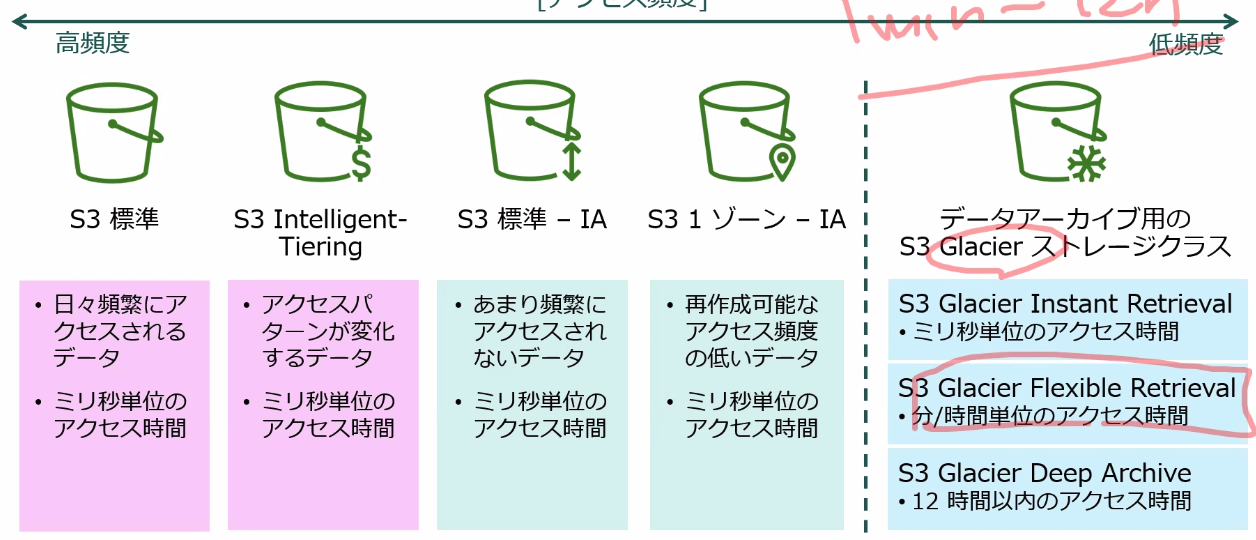 [アクセス頻度]
高頻度
低頻度
1min - 12h
S3 標準
S3 Intelligent-
Tiering
S3 標準 – IA
S3 1 ゾーン – IA
データアーカイブ用の
S3 Glacier ストレージクラス
• 日々頻繁にア
クセスされる
データ
• ミリ秒単位の
アクセス時間
• アクセスパ
ターンが変化
するデータ
• ミリ秒単位の
アクセス時間
• あまり頻繁に
アクセスされ
ないデータ
• ミリ秒単位の
アクセス時間
• 再作成可能な
アクセス頻度
の低いデータ
• ミリ秒単位の
アクセス時間
S3 Glacier Instant Retrieval
• ミリ秒単位のアクセス時間
S3 Glacier Flexible Retrieval
• 分/時間単位のアクセス時間
S3 Glacier Deep Archive
• 12 時間以内のアクセス時間